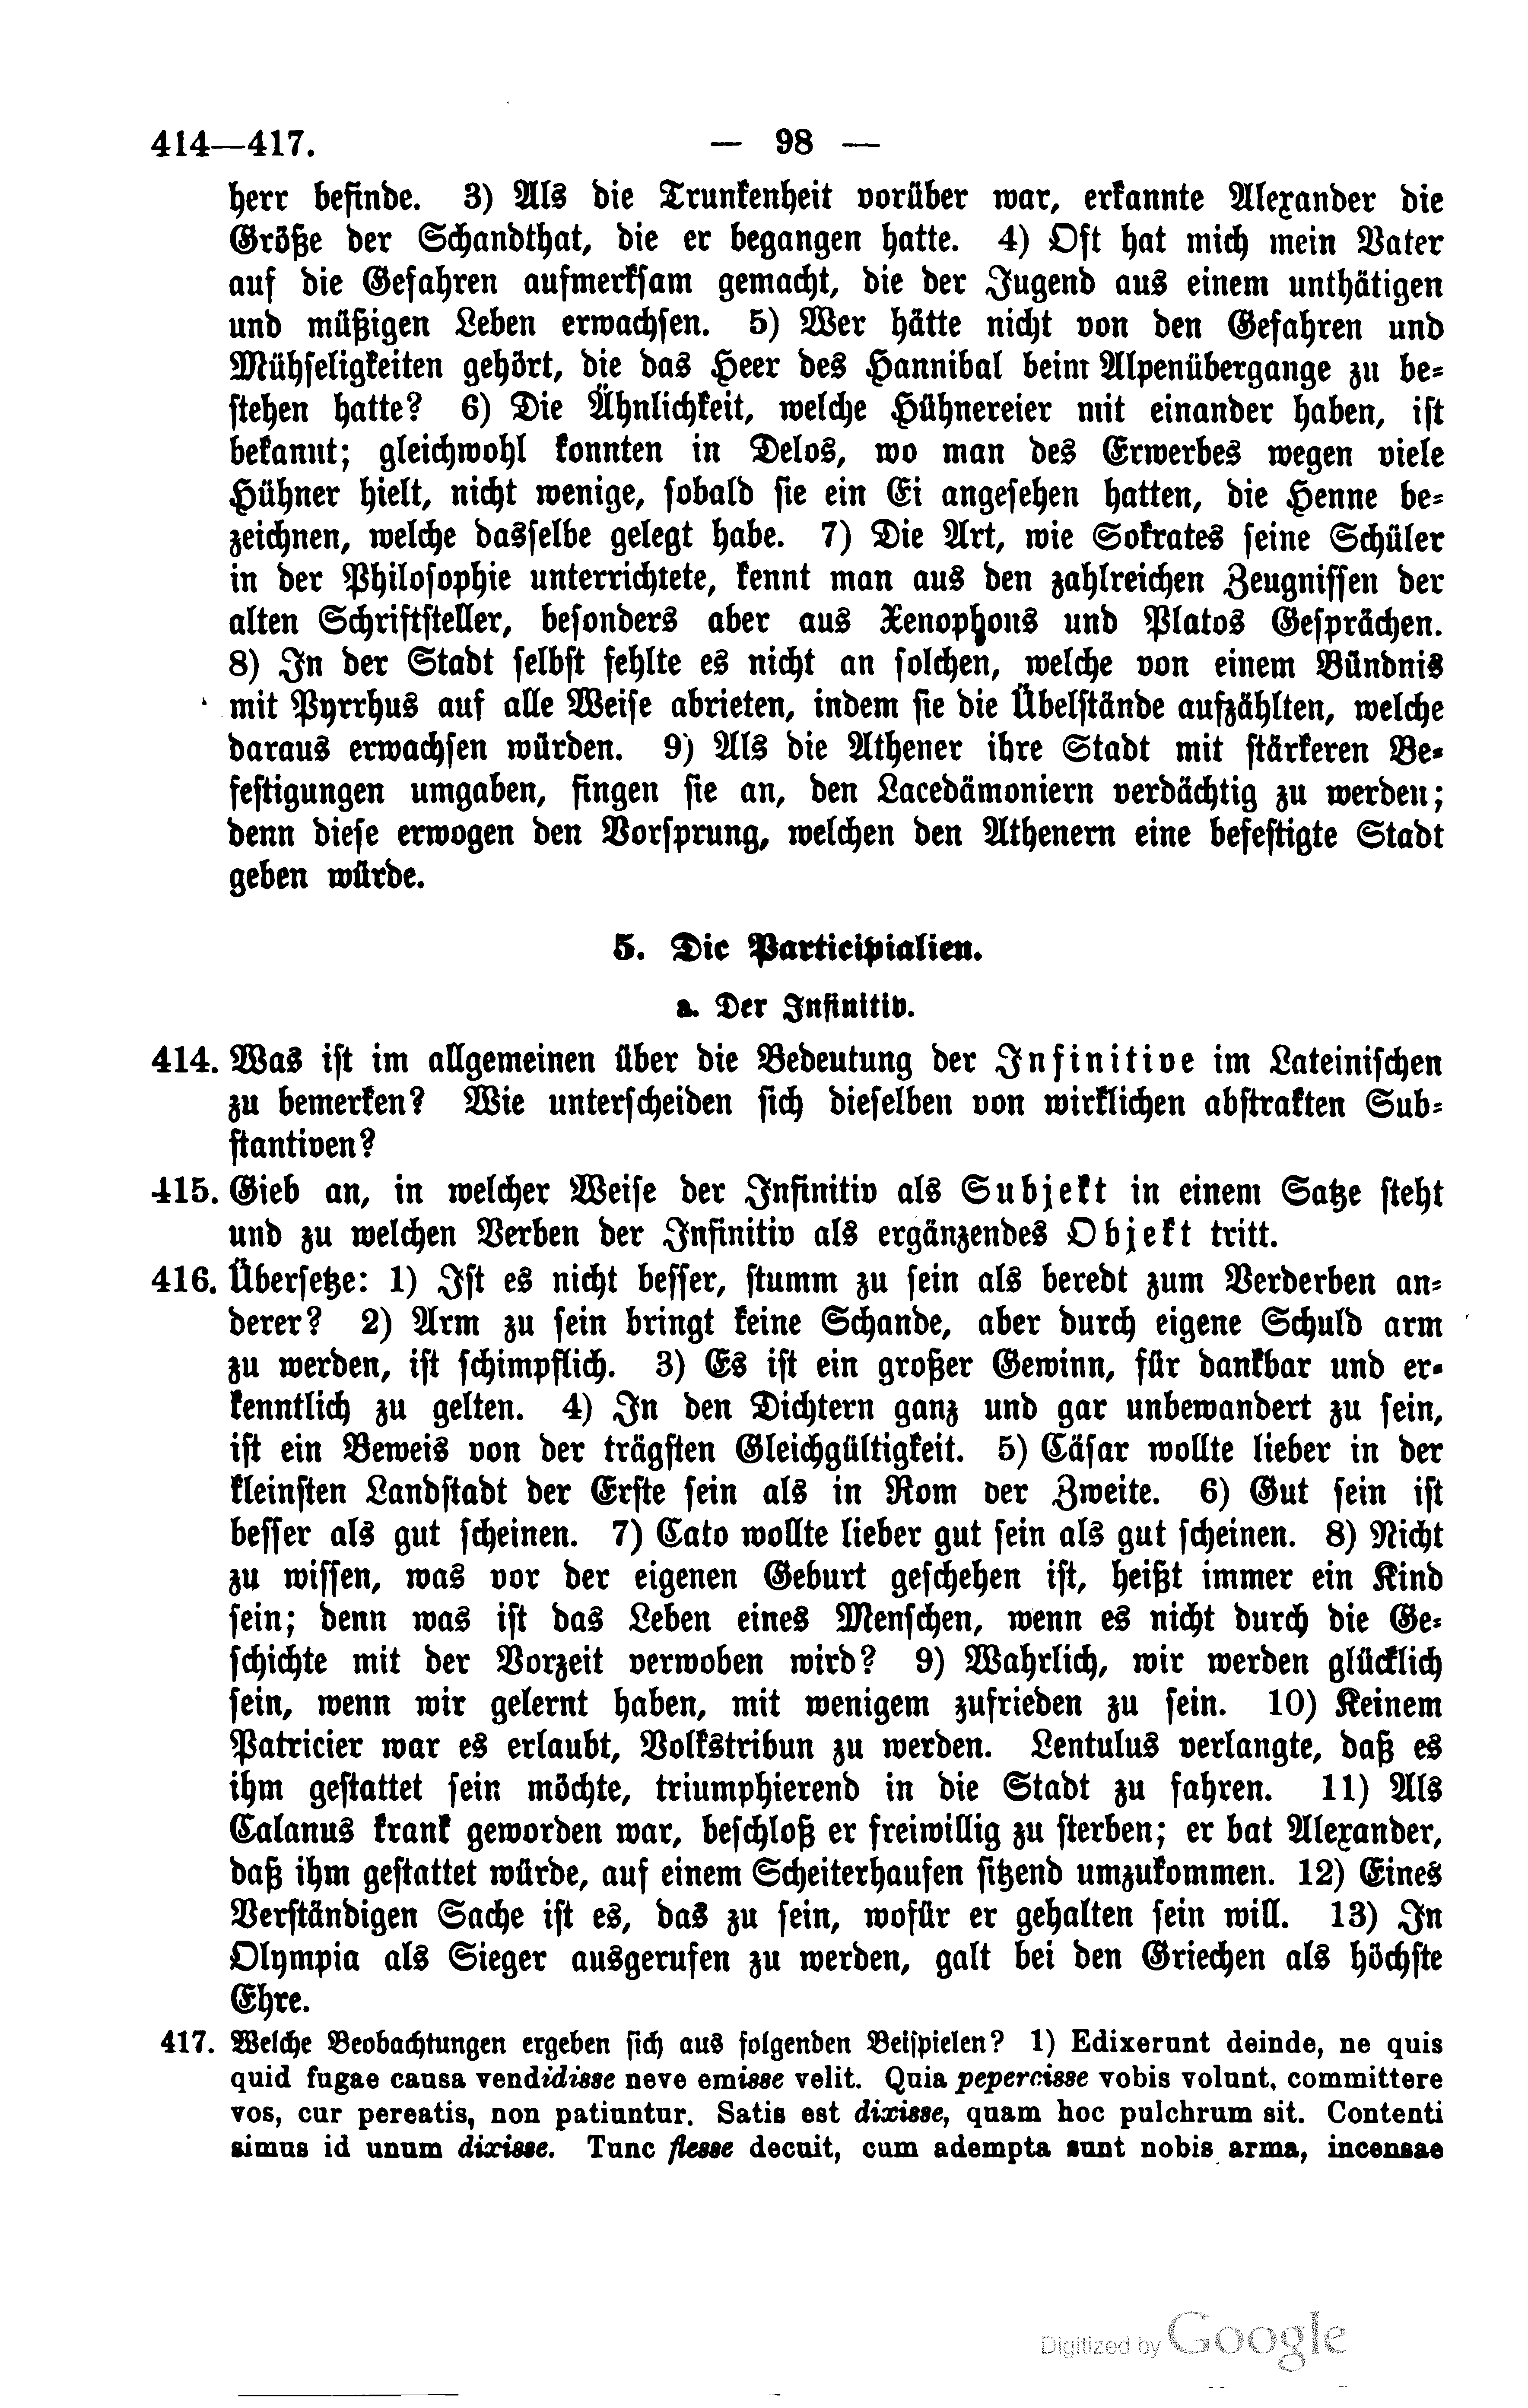 414—417. — 98 —
herr befinde. 3) Als die Trunkenheit vorüber war, erkannte Alexander die
Größe der Schandthat, die er begangen hatte. 4) Oft hat mich mein Vater
auf die Gefahren aufmerksam gemacht, die der Jugend aus einem unthätigen
und müßigen Leben erwachsen. 5) Wer hätte nicht von den Gefahren und
Mühseligkeiten gehört, die das Heer des Hannibal beim Alpenübergange zu be-
stehen hatte? 6) Die Ähnlichkeit, welche Hühnereier mit einander haben, ist
bekannt; gleichwohl konnten in Delos, wo man des Erwerbes wegen viele
Hühner hielt, nicht wenige, sobald sie ein Ei angesehen hatten, die Henne be-
zeichnen, welche dasselbe gelegt habe. 7) Die Art, wie Sokrates seine Schüler
in der Philosophie unterrichtete, kennt man aus den zahlreichen Zeugnissen der
alten Schriftsteller, besonders aber aus Xenophons und Platos Gesprächen.
8) In der Stadt selbst fehlte es nicht an solchen, welche von einem Bündnis
mit Pyrrhus auf alle Weise abrieten, indem sie die Übelstände aufzählten, welche
daraus erwachsen würden. 9) Als die Athener ihre Stadt mit stärkeren Be-
festigungen umgaben, fingen sie an, den Lacedämoniern verdächtig zu werden;
denn diese erwogen den Vorsprung, welchen den Athenern eine befestigte Stadt
geben würde.
5. Die Participialien.
a. Der Infinitiv.
414. Was ist im allgemeinen über die Bedeutung der Infinitive im Lateinischen
zu bemerken? Wie unterscheiden sich dieselben von wirklichen abstrakten Sub-
stantiven?
415. Gieb an, in welcher Weise der Infinitiv als Subjekt in einem Satze steht
und zu welchen Verben der Infinitiv als ergänzendes Objekt tritt.
416. Übersetze: 1) Ist es nicht besser, stumm zu sein als beredt zum Verderben an-
derer? 2) Arm zu sein bringt keine Schande, aber durch eigene Schuld arm
zu werden, ist schimpflich. 3) Es ist ein großer Gewinn, für dankbar und er-
kenntlich zu gelten. 4) In den Dichtern ganz und gar unbewandert zu sein,
ist ein Beweis von der trägsten Gleichgültigkeit. 5) Cäsar wollte lieber in der
kleinsten Landstadt der Erste sein als in Rom der Zweite. 6) Gut sein ist
besser als gut scheinen. 7) Cato wollte lieber gut sein als gut scheinen. 8) Nicht
zu wissen, was vor der eigenen Geburt geschehen ist, heißt immer ein Kind
sein; denn was ist das Leben eines Menschen, wenn es nicht durch die Ge-
schichte mit der Vorzeit verwoben wird? 9) Wahrlich, wir werden glücklich
sein, wenn wir gelernt haben, mit wenigem zufrieden zu sein. 10) Keinem
Patricier war es erlaubt, Volkstribun zu werden. Lentulus verlangte, daß es
ihm gestattet sein möchte, triumphierend in die Stadt zu fahren. 11) Als
Calanus krank geworden war, beschloß er freiwillig zu sterben; er bat Alexander,
daß ihm gestattet würde, auf einem Scheiterhaufen sitzend umzukommen. 12) Eines
Verständigen Sache ist es, das zu sein, wofür er gehalten sein will. 13) In
Olympia als Sieger ausgerufen zu werden, galt bei den Griechen als höchste
Ehre.
417. Welche Beobachtungen ergeben sich aus folgenden Beispielen? 1) Edixerunt deinde, ne quis
quid fugae causa vendidisse neve emisse velit. Quia pepercisse vobis volunt, committere
vos, cur pereatis, non patiuntur. Satis est dixisse, quam hoc pulchrum sit. Contenti
simus id unum dixisse. Tunc flesse decuit, cum adempta sunt nobis arma, incensae
Digitized by Google